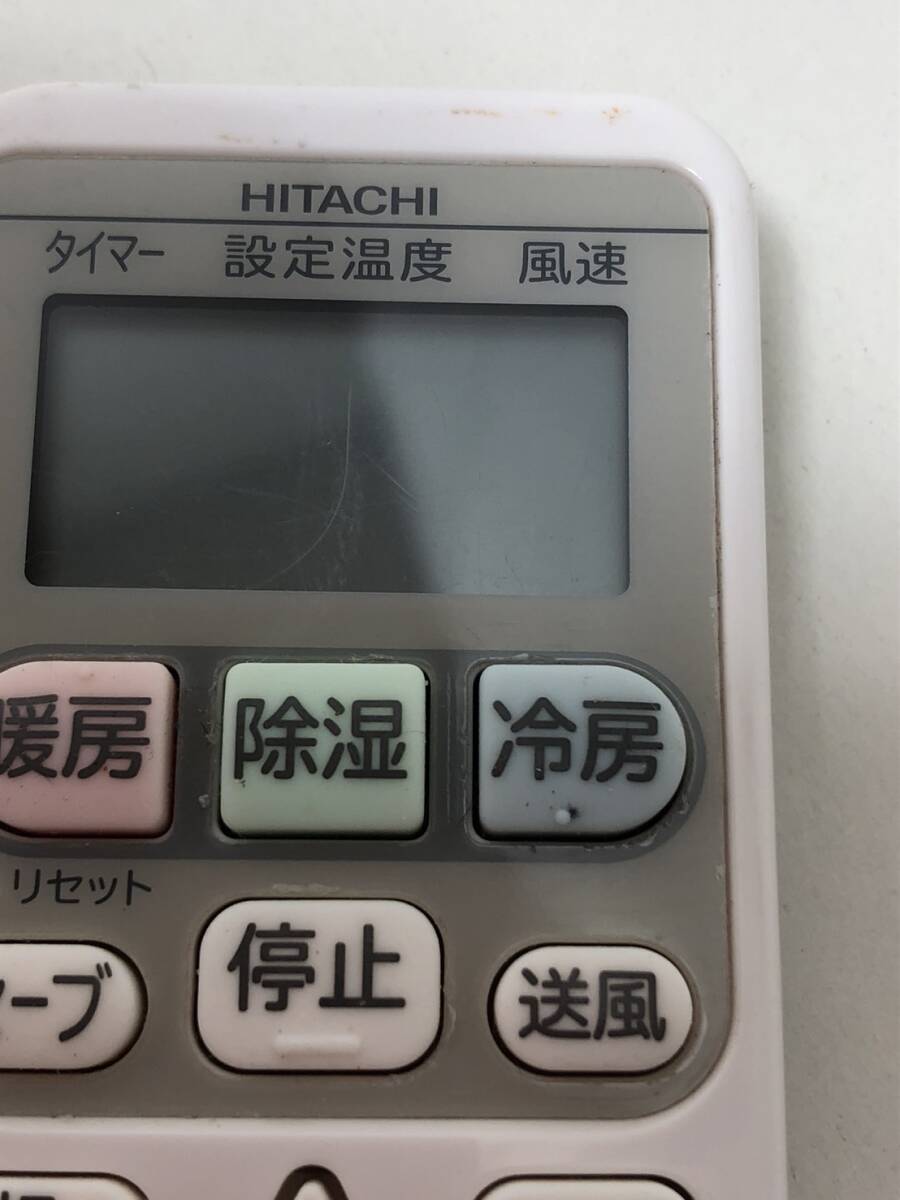 HITACHI
タイマー 設定温度 風速
暖房 除湿 冷房
リセット
停止 送風